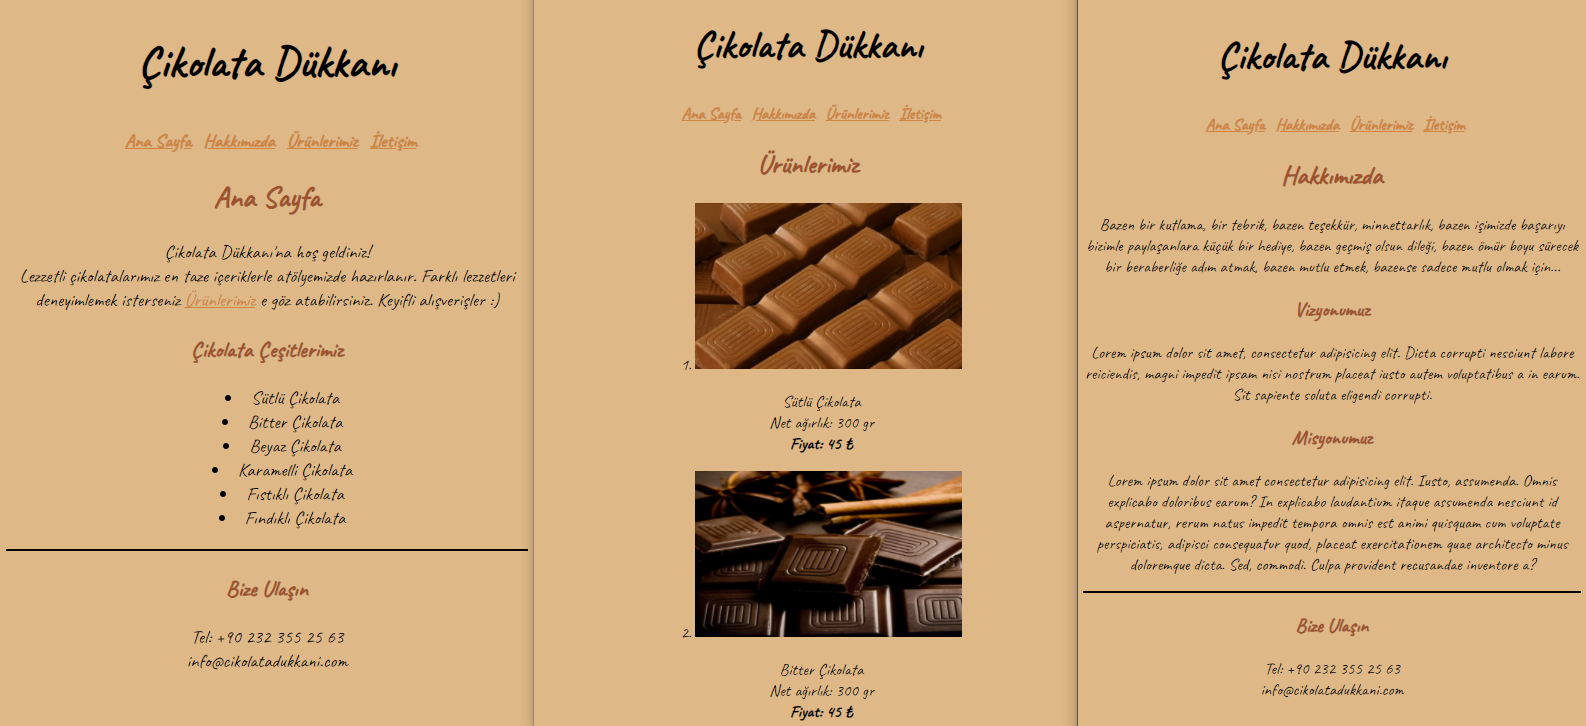 Çikolata Dükkanı
Ana Sayfa Hakkımızda Ürünlerimiz İletişim
Ana Sayfa
Çikolata Dükkanı'na hoş geldiniz!
Lezzetli çikolatalarımız en taze içeriklerle atölyemizde hazırlanır. Farklı lezzetleri
deneyimlemek isterseniz Ürünlerimiz e göz atabilirsiniz. Keyifli alışverişler :)
Çikolata Çeşitlerimiz
• Sütlü Çikolata
• Bitter Çikolata
• Beyaz Çikolata
• Karamelli Çikolata
• Fıstıklı Çikolata
• Fındıklı Çikolata
Bize Ulaşın
Tel: +90 232 355 25 63
info@cikolatadukkani.com
Çikolata Dükkanı
Ana Sayfa Hakkımızda Ürünlerimiz İletişim
Ürünlerimiz
1.
Sütlü Çikolata
Net ağırlık: 300 gr
Fiyat: 45 ₺
2.
Bitter Çikolata
Net ağırlık: 300 gr
Fiyat: 45 ₺
Çikolata Dükkanı
Ana Sayfa Hakkımızda Ürünlerimiz İletişim
Hakkımızda
Bazen bir kutlama, bir tebrik, bazen teşekkür, minnettarlık, bazen işimizde başarıyı
bizimle paylaşanlara küçük bir hediye, bazen geçmiş olsun dileği, bazen ömür boyu sürecek
bir beraberliğe adım atmak, bazen mutlu etmek, bazense sadece mutlu olmak için...
Vizyonumuz
Lorem ipsum dolor sit amet, consectetur adipisicing elit. Dicta corrupti nesciunt labore
reiciendis, magni impedit ipsam nisi nostrum placeat iusto autem voluptatibus a in earum.
Sit sapiente soluta eligendi corrupti.
Misyonumuz
Lorem ipsum dolor sit amet consectetur adipisicing elit. Iusto, assumenda. Omnis
explicabo doloribus earum? In explicabo laudantium itaque assumenda nesciunt id
aspernatur, rerum natus impedit tempora omnis est animi quisquam cum voluptate
perspiciatis, adipisci consequatur quod, placeat exercitationem quae architecto minus
doloremque dicta. Sed, commodi. Culpa provident recusandae inventore a?
Bize Ulaşın
Tel: +90 232 355 25 63
info@cikolatadukkani.com